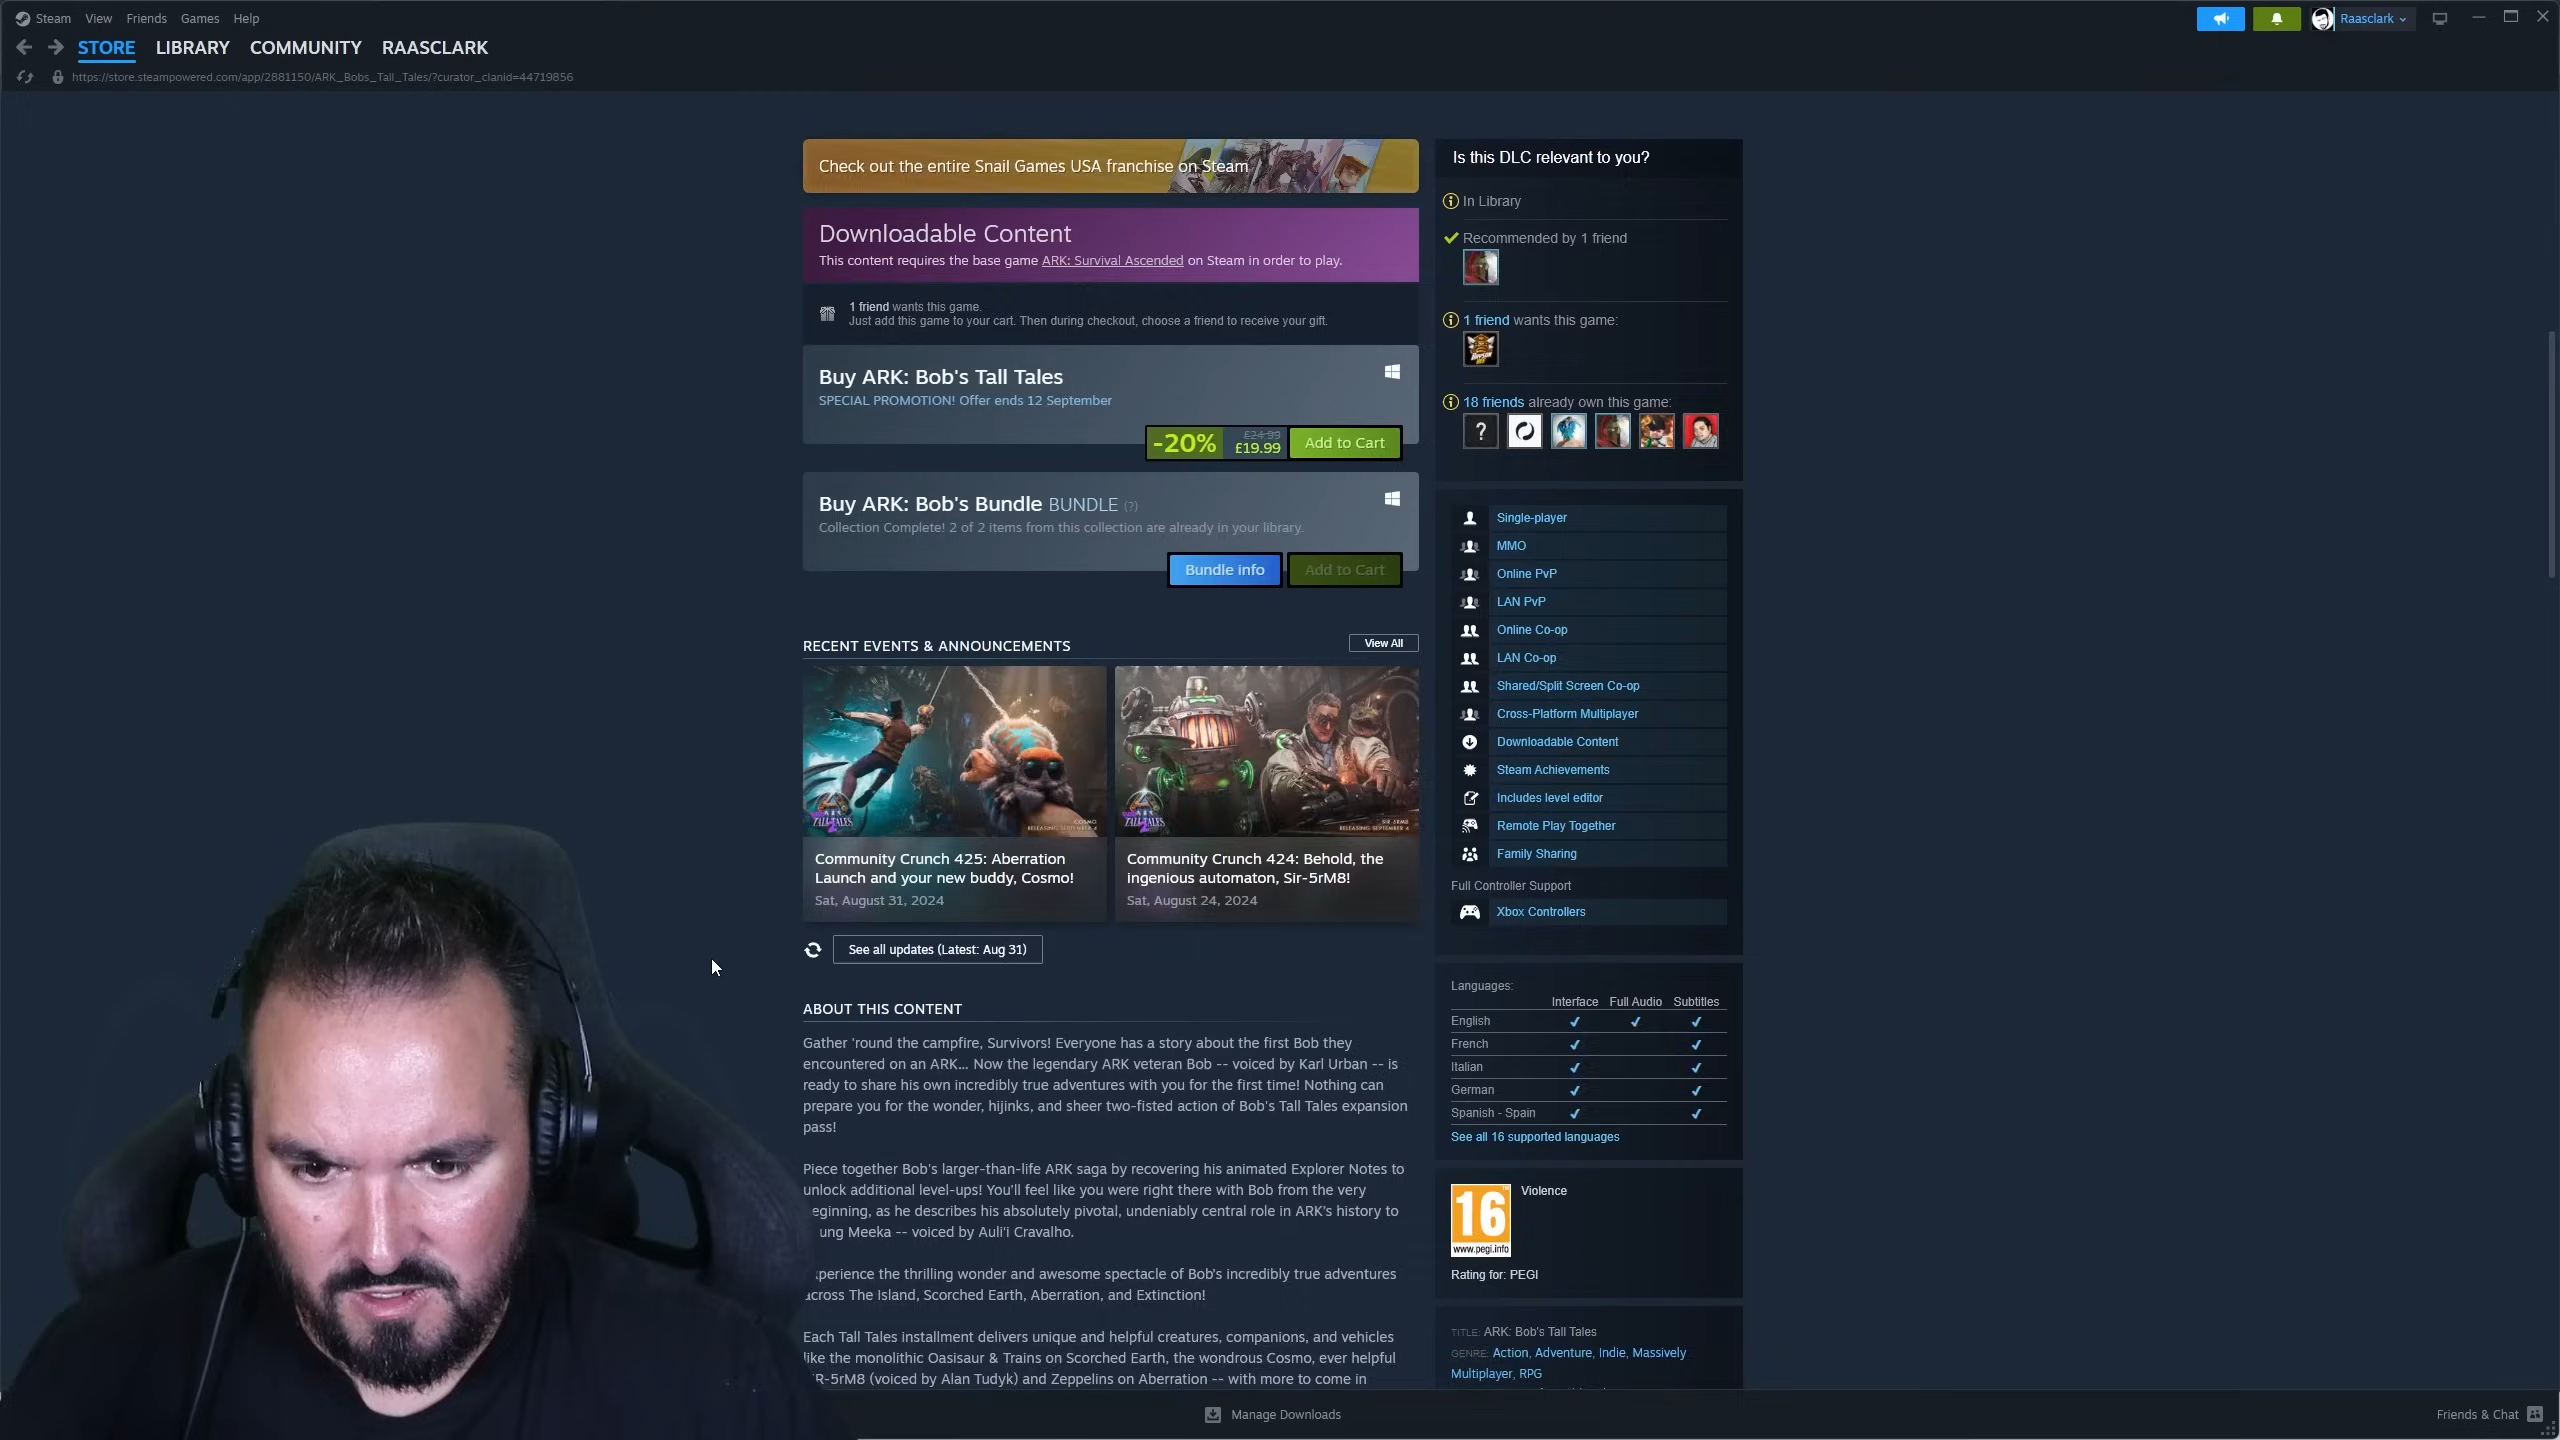 Steam View Friends Games Help
Raasclark
STORE LIBRARY COMMUNITY RAASCLARK
https://store.steampowered.com/app/2881150/ARK_Bobs_Tall_Tales/?curator_clanid=44719856
Check out the entire Snail Games USA franchise on Steam
Downloadable Content
This content requires the base game ARK: Survival Ascended on Steam in order to play.
1 friend wants this game.
Just add this game to your cart. Then during checkout, choose a friend to receive your gift.
Buy ARK: Bob's Tall Tales
SPECIAL PROMOTION! Offer ends 12 September
-20% £24.99
£19.99 Add to Cart
Buy ARK: Bob's Bundle BUNDLE (?)
Collection Complete! 2 of 2 items from this collection are already in your library.
Bundle info Add to Cart
RECENT EVENTS & ANNOUNCEMENTS View All
TALL TALES 2
COSMO
RELEASING SEPTEMBER 4
Community Crunch 425: Aberration
Launch and your new buddy, Cosmo!
Sat, August 31, 2024
TALL TALES 2
SIR 5RM8
RELEASING SEPTEMBER 4
Community Crunch 424: Behold, the
ingenious automaton, Sir-5rM8!
Sat, August 24, 2024
See all updates (Latest: Aug 31)
ABOUT THIS CONTENT
Gather 'round the campfire, Survivors! Everyone has a story about the first Bob they
encountered on an ARK... Now the legendary ARK veteran Bob -- voiced by Karl Urban -- is
ready to share his own incredibly true adventures with you for the first time! Nothing can
prepare you for the wonder, hijinks, and sheer two-fisted action of Bob's Tall Tales expansion
pass!
Piece together Bob's larger-than-life ARK saga by recovering his animated Explorer Notes to
unlock additional level-ups! You'll feel like you were right there with Bob from the very
eginning, as he describes his absolutely pivotal, undeniably central role in ARK's history to
ung Meeka -- voiced by Auli'i Cravalho.
xperience the thrilling wonder and awesome spectacle of Bob's incredibly true adventures
across The Island, Scorched Earth, Aberration, and Extinction!
Each Tall Tales installment delivers unique and helpful creatures, companions, and vehicles
like the monolithic Oasisaur & Trains on Scorched Earth, the wondrous Cosmo, ever helpful
R-5rM8 (voiced by Alan Tudyk) and Zeppelins on Aberration -- with more to come in
Is this DLC relevant to you?
In Library
Recommended by 1 friend
1 friend wants this game:
18 friends already own this game:
?
Single-player
MMO
Online PvP
LAN PvP
Online Co-op
LAN Co-op
Shared/Split Screen Co-op
Cross-Platform Multiplayer
Downloadable Content
Steam Achievements
Includes level editor
Remote Play Together
Family Sharing
Full Controller Support
Xbox Controllers
Languages:
Interface Full Audio Subtitles
English
French
Italian
German
Spanish - Spain
See all 16 supported languages
16
www.pegi.info
Violence
Rating for: PEGI
TITLE: ARK: Bob's Tall Tales
GENRE: Action, Adventure, Indie, Massively
Multiplayer, RPG
Manage Downloads
Friends & Chat